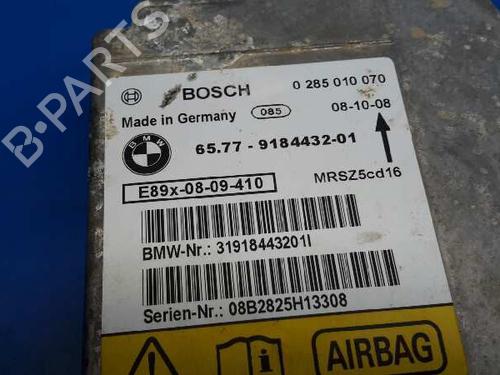 B-PARTS
BOSCH 0 285 010 070
Made in Germany 085 08-10-08
BMW 65.77 - 9184432-01
E89x-08-09-410 MRSZ5cd16
BMW-Nr.: 31918443201I
Serien-Nr.: 08B2825H13308
i AIRBAG